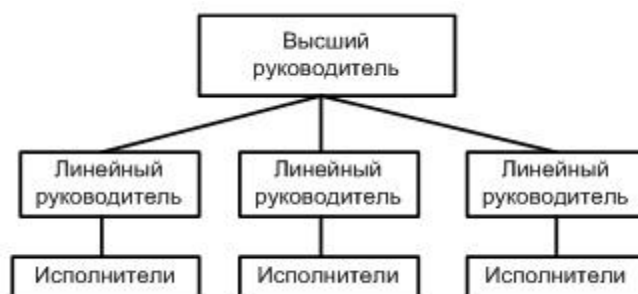 Высший
руководитель
Линейный
руководитель
Линейный
руководитель
Линейный
руководитель
Исполнители
Исполнители
Исполнители